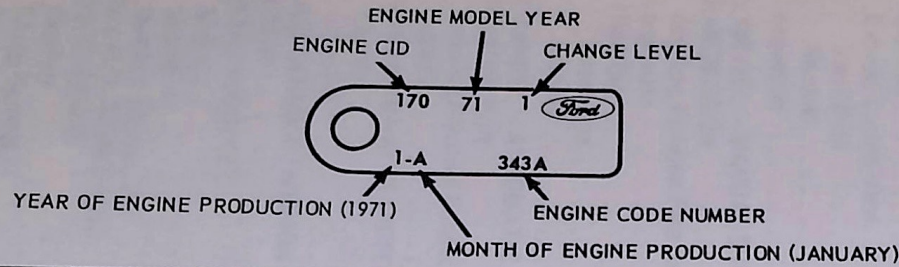 ENGINE MODEL YEAR
ENGINE CID
CHANGE LEVEL
170 71 1 Ford
1-A 343A
YEAR OF ENGINE PRODUCTION (1971)
ENGINE CODE NUMBER
MONTH OF ENGINE PRODUCTION (JANUARY)